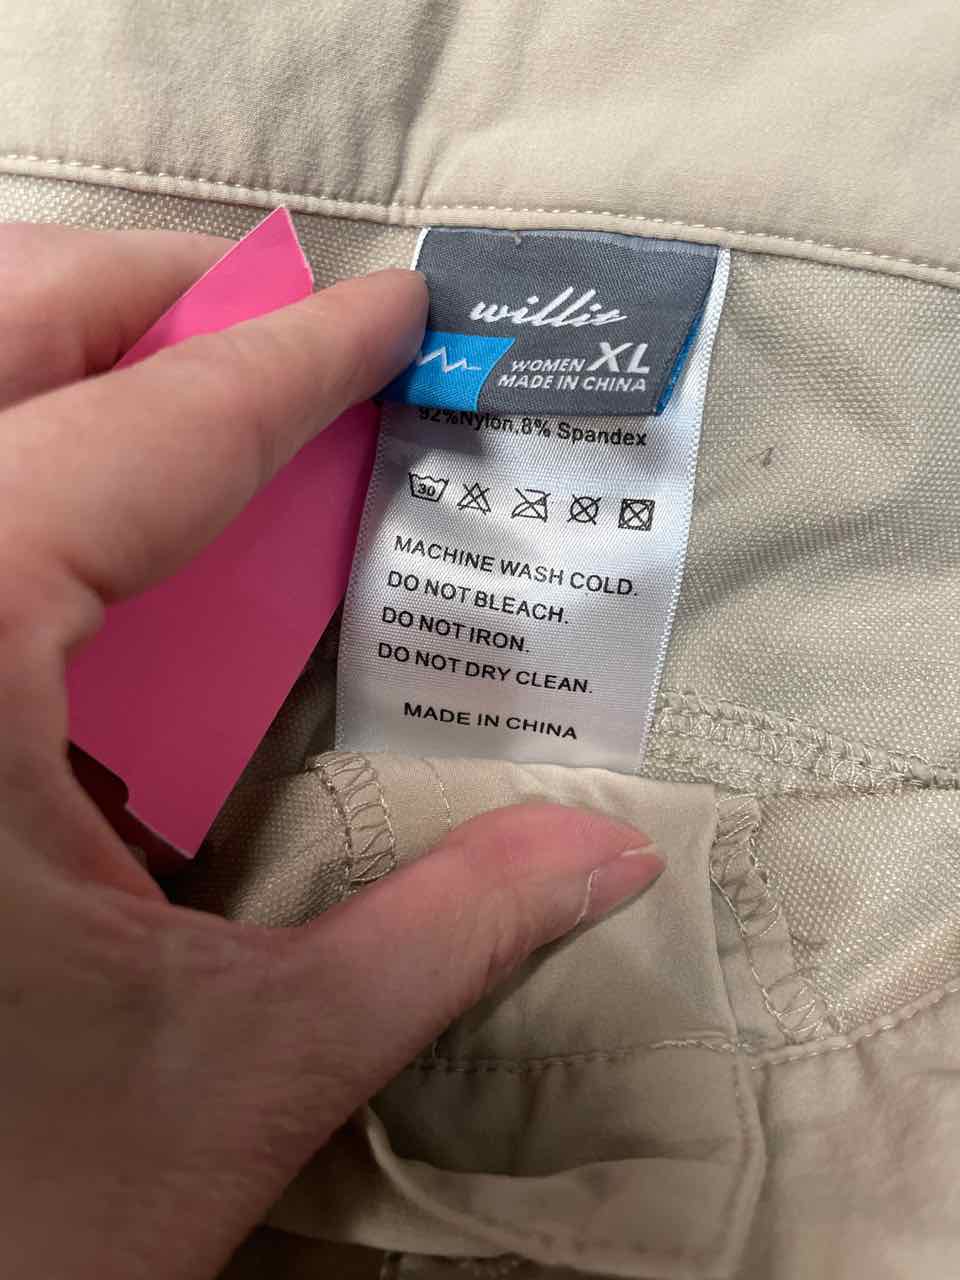 willit
WOMEN XL
MADE IN CHINA
92%Nylon,8% Spandex
30
MACHINE WASH COLD.
DO NOT BLEACH.
DO NOT IRON.
DO NOT DRY CLEAN.
MADE IN CHINA